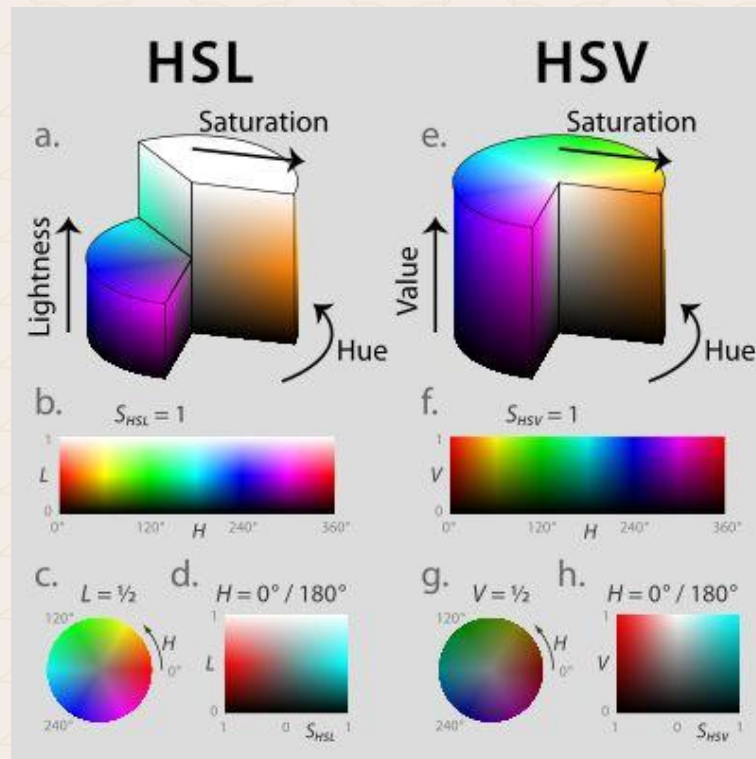 HSL
a.
Saturation
Lightness
Hue
b.
S_HSL = 1
1
L
0
0° 120° H 240° 360°
c.
L = ½
120°
H
0°
240°
d.
H = 0° / 180°
1
L
0
1 0 S_HSL 1
HSV
e.
Saturation
Value
Hue
f.
S_HSV = 1
1
V
0
0° 120° H 240° 360°
g.
V = ½
120°
H
0°
240°
h.
H = 0° / 180°
1
V
0
1 0 S_HSV 1